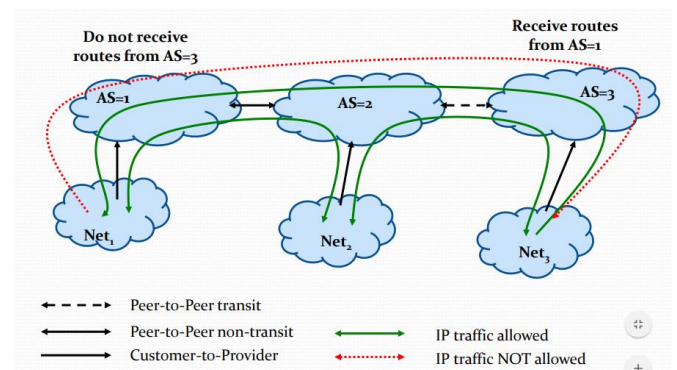 Do not receive
routes from AS=3
Receive routes
from AS=1
AS=1
AS=2
AS=3
Net₁
Net₂
Net₃
Peer-to-Peer transit
Peer-to-Peer non-transit
Customer-to-Provider
IP traffic allowed
IP traffic NOT allowed